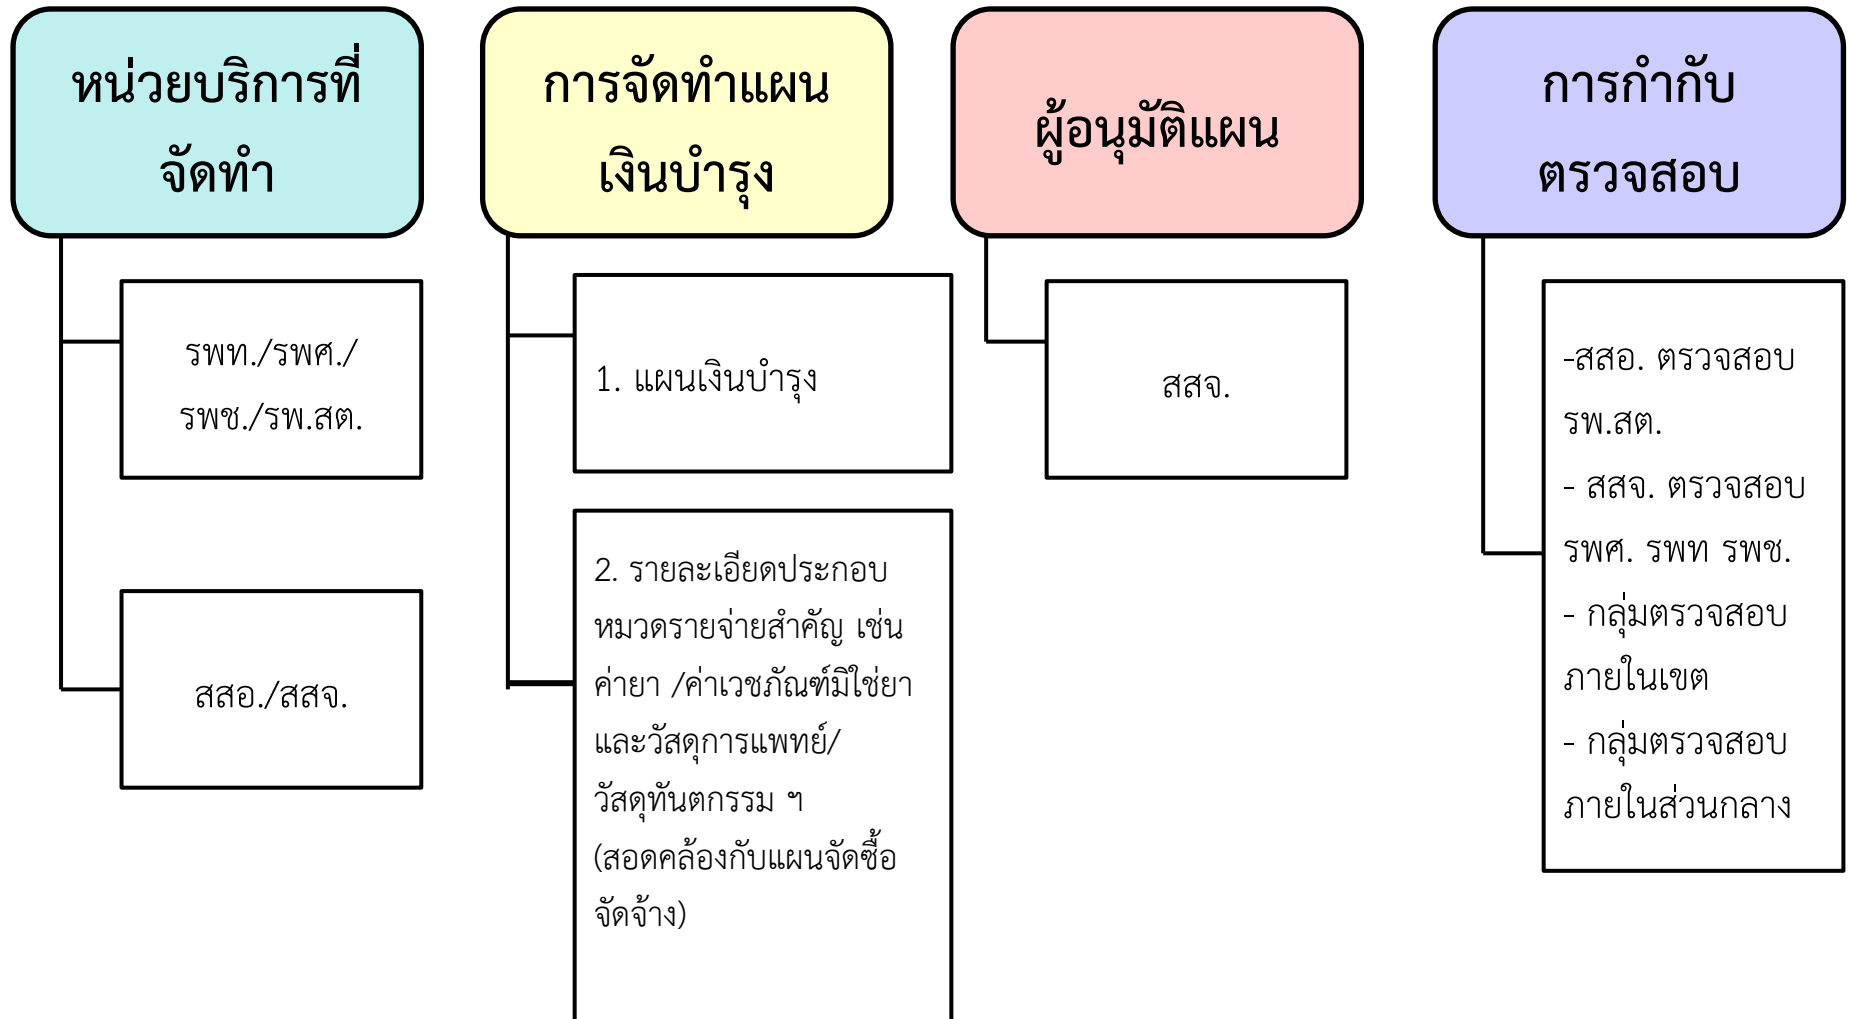 หน่วยบริการที่
จัดทำ
รพท./รพศ./
รพช./รพ.สต.
สสอ./สสจ.
การจัดทำแผน
เงินบำรุง
1. แผนเงินบำรุง
2. รายละเอียดประกอบ
หมวดรายจ่ายสำคัญ เช่น
ค่ายา /ค่าเวชภัณฑ์มิใช่ยา
และวัสดุการแพทย์/
วัสดุทันตกรรม ฯ
(สอดคล้องกับแผนจัดซื้อ
จัดจ้าง)
ผู้อนุมัติแผน
สสจ.
การกำกับ
ตรวจสอบ
-สสอ. ตรวจสอบ
รพ.สต.
- สสจ. ตรวจสอบ
รพศ. รพท รพช.
- กลุ่มตรวจสอบ
ภายในเขต
- กลุ่มตรวจสอบ
ภายในส่วนกลาง